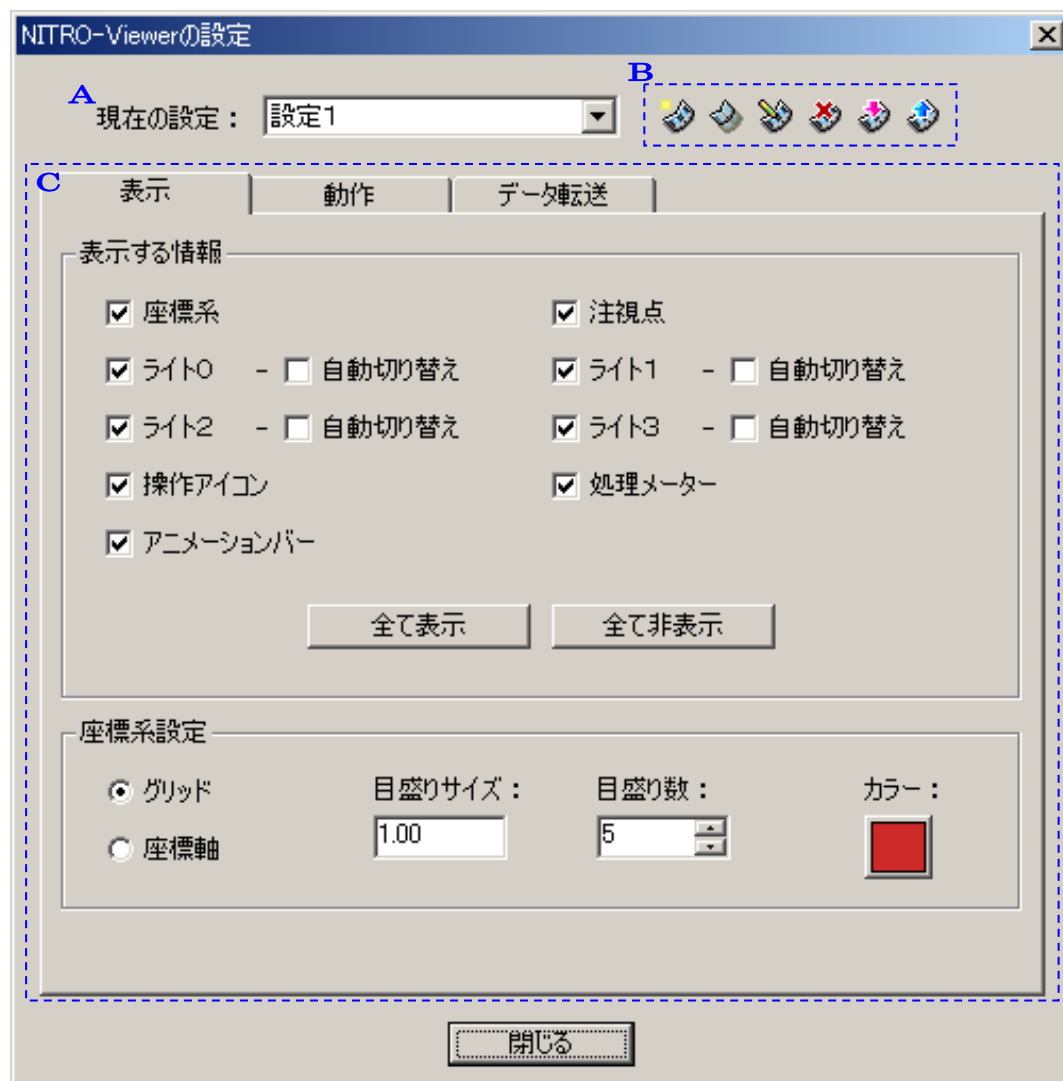 NITRO-Viewerの設定
B
A
現在の設定： 設定1
C
表示 動作 データ転送
表示する情報
座標系 注視点
ライト0 - 自動切り替え ライト1 - 自動切り替え
ライト2 - 自動切り替え ライト3 - 自動切り替え
操作アイコン 処理メーター
アニメーションバー
全て表示 全て非表示
座標系設定
グリッド 目盛りサイズ： 目盛り数： カラー：
1.00 5
座標軸
閉じる